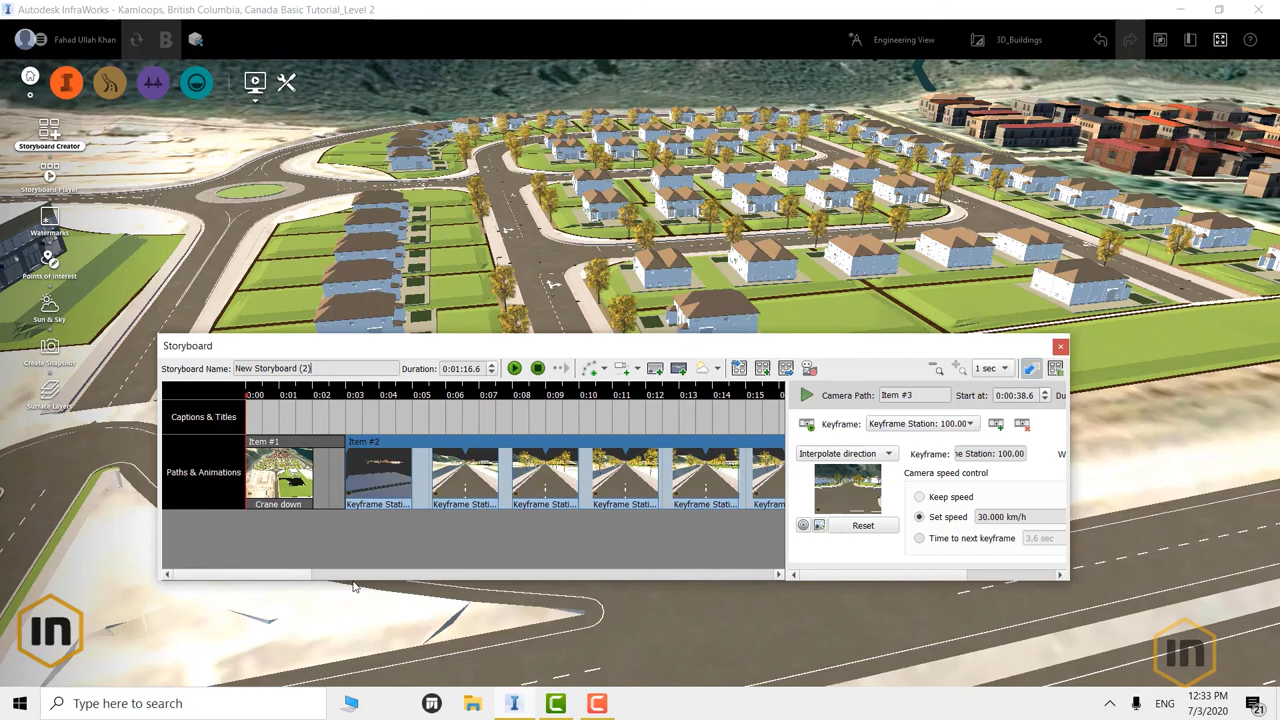 Autodesk InfraWorks - Kamloops, British Columbia, Canada Basic Tutorial_Level 2
Fahad Ullah Khan
Engineering View
3D_Buildings
Storyboard Creator
Storyboard Player
Watermarks
Points of Interest
Sun & Sky
Create Snapshot
Surface Layers
Storyboard
Storyboard Name: New Storyboard (2) Duration: 0:01:16.6 1 sec
0:00 0:01 0:02 0:03 0:04 0:05 0:06 0:07 0:08 0:09 0:10 0:11 0:12 0:13 0:14 0:15
Camera Path: Item #3 Start at: 0:00:38.6 Du
Captions & Titles
Keyframe: Keyframe Station: 100.00
Item #1 Item #2
Interpolate direction Keyframe: ne Station: 100.00 W
Paths & Animations
Camera speed control
Keep speed
Crane down Keyframe Stati... Keyframe Stati... Keyframe Stati... Keyframe Stati... Keyframe Stati... Keyfram
Set speed 30.000 km/h
Reset
Time to next keyframe 3.6 sec
in
in
Type here to search
ENG
12:33 PM
7/3/2020
21